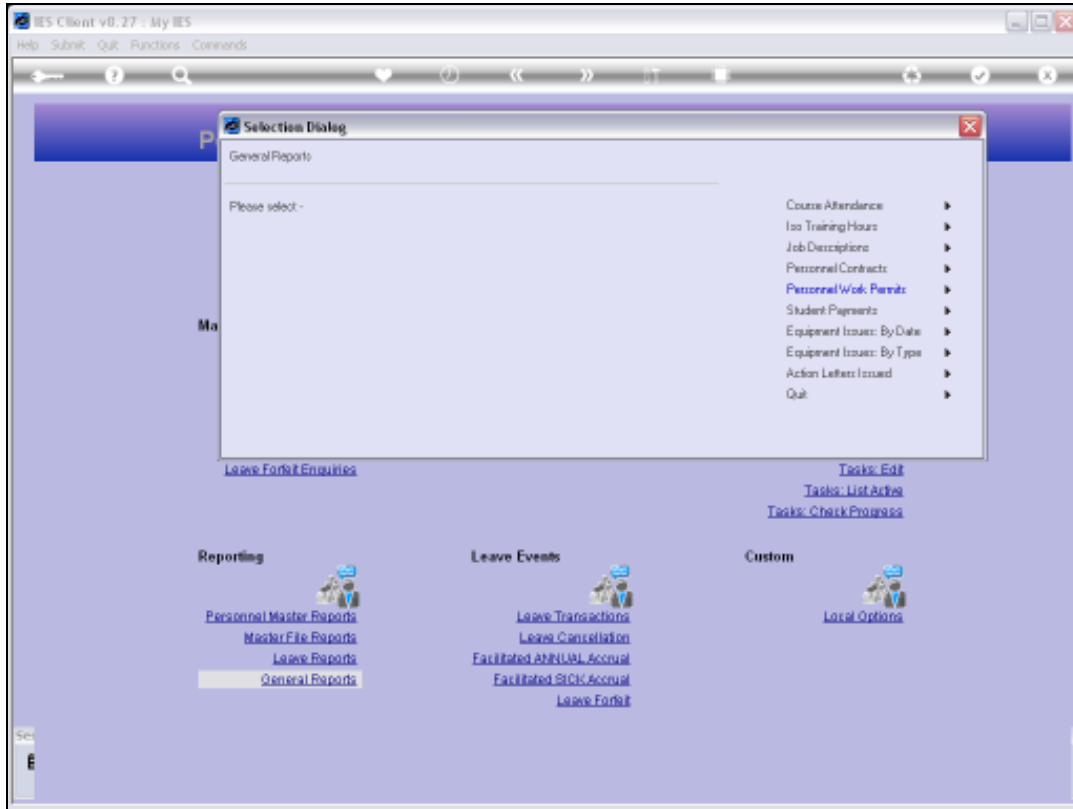 IES Client v8.27 : My IES
Help Submit Quit Functions Commands
P
Selection Dialog
General Reports
Please select -
Course Attendance
Iso Training Hours
Job Descriptions
Personnel Contracts
Personnel Work Permits
Student Payments
Equipment Issues: By Date
Equipment Issues: By Type
Action Letters Issued
Quit
Ma
Leave Forfeit Enquiries
Tasks: Edit
Tasks: List Active
Tasks: Check Progress
Reporting
Personnel Master Reports
Master File Reports
Leave Reports
General Reports
Leave Events
Leave Transactions
Leave Cancellation
Facilitated ANNUAL Accrual
Facilitated SICK Accrual
Leave Forfeit
Custom
Local Options
Se